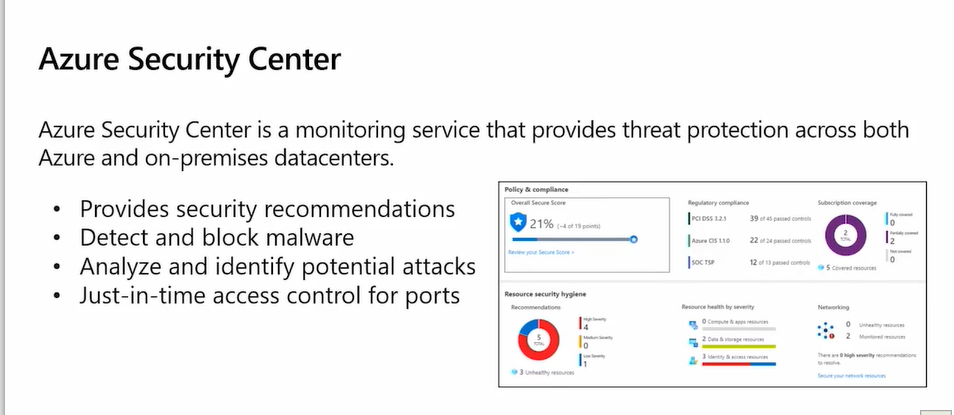 Azure Security Center
Azure Security Center is a monitoring service that provides threat protection across both
Azure and on-premises datacenters.
• Provides security recommendations
• Detect and block malware
• Analyze and identify potential attacks
• Just-in-time access control for ports
Policy & compliance
Overall Secure Score
21% (~4 of 19 points)
Review your Secure Score >
Regulatory compliance
PCI DSS 3.2.1 39 of 45 passed controls
Azure CIS 1.1.0 22 of 24 passed controls
SOC TSP 12 of 13 passed controls
Subscription coverage
2
TOTAL
Fully covered
0
Partially covered
2
Not covered
0
5 Covered resources
Resource security hygiene
Recommendations
5
TOTAL
High Severity
4
Medium Severity
0
Low Severity
1
3 Unhealthy resources
Resource health by severity
0 Compute & apps resources
2 Data & storage resources
3 Identity & access resources
Networking
0 Unhealthy resources
2 Monitored resources
There are 0 high severity recommendations
to resolve.
Secure your network resources